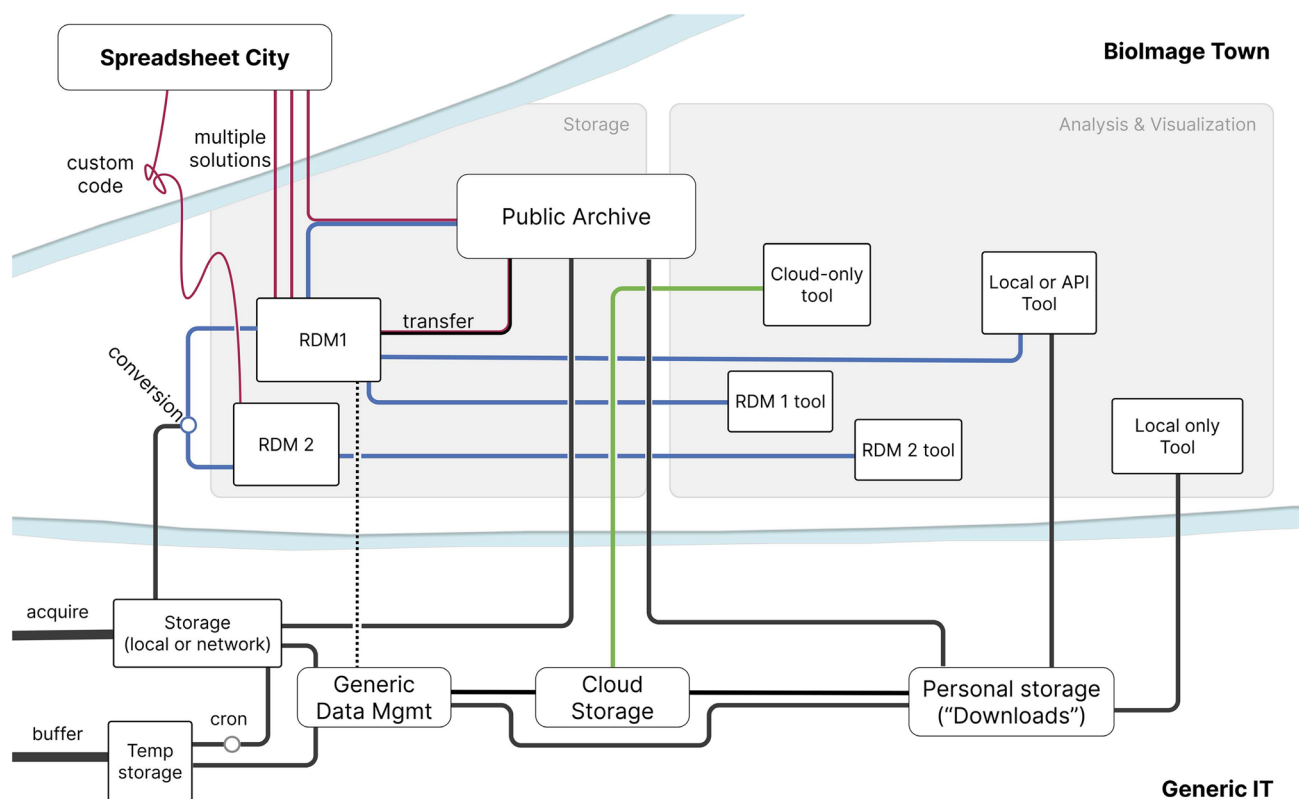 Spreadsheet City
BioImage Town
Storage
Analysis & Visualization
multiple
solutions
custom
code
Public Archive
Cloud-only
tool
Local or API
Tool
RDM1
transfer
conversion
RDM 1 tool
RDM 2
RDM 2 tool
Local only
Tool
acquire
Storage
(local or network)
Generic
Data Mgmt
Cloud
Storage
Personal storage
(“Downloads”)
cron
buffer
Temp
storage
Generic IT